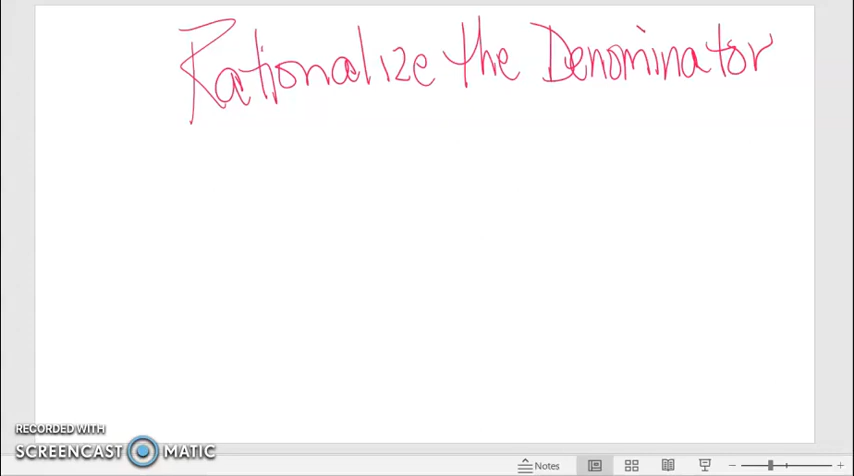 Rationalize the Denominator
RECORDED WITH
SCREENCAST MATIC
Notes